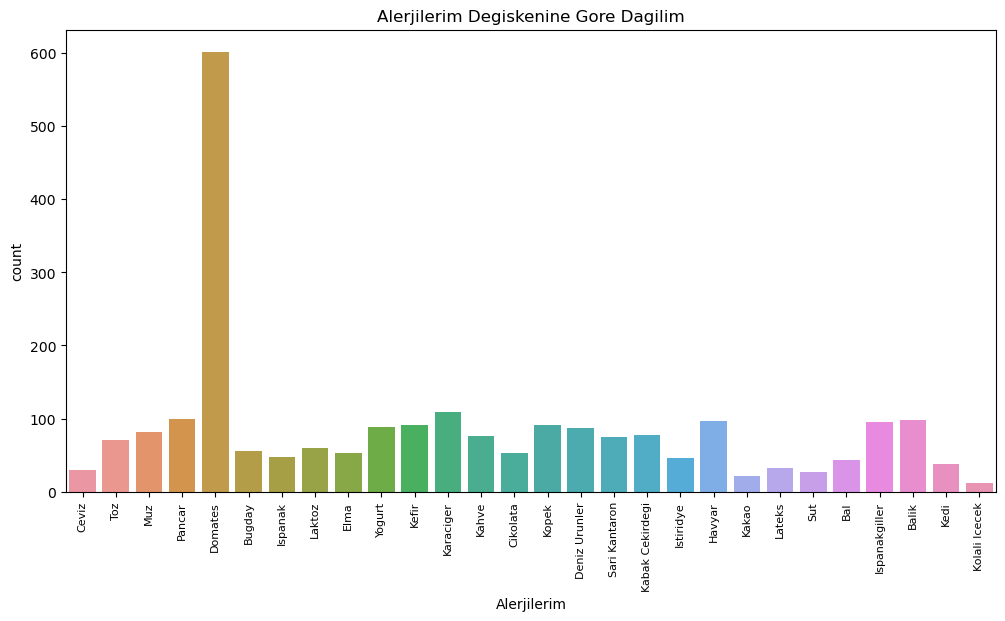 Alerjilerim Degiskenine Gore Dagilim
600
500
400
300
200
100
0
count
Ceviz
Toz
Muz
Pancar
Domates
Bugday
Ispanak
Laktoz
Elma
Yogurt
Kefir
Karaciger
Kahve
Cikolata
Kopek
Deniz Urunler
Sari Kantaron
Kabak Cekirdegi
Istiridye
Havyar
Kakao
Lateks
Sut
Bal
Ispanakgiller
Balik
Kedi
Kolali Icecek
Alerjilerim